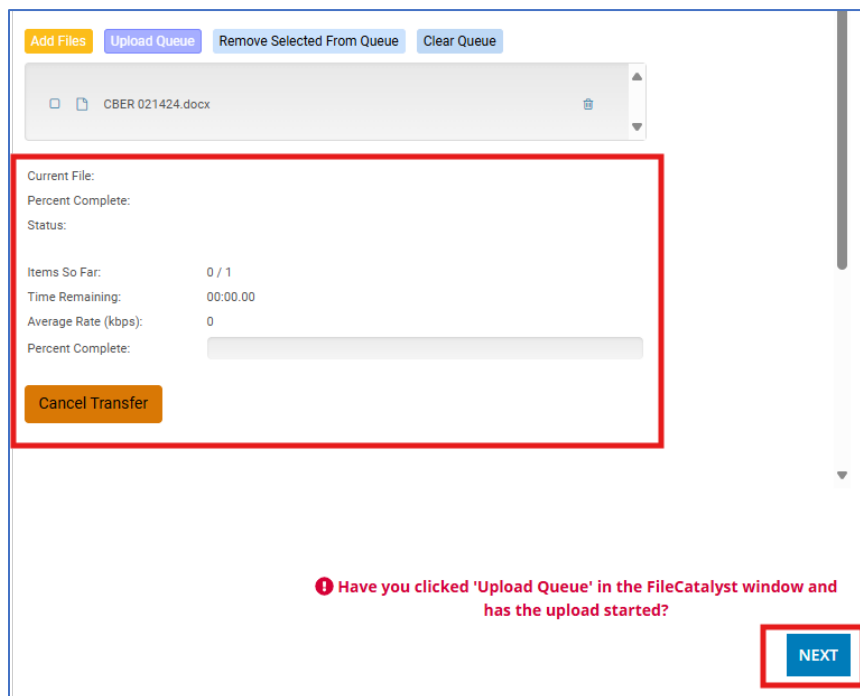 Add Files Upload Queue Remove Selected From Queue Clear Queue
CBER 021424.docx
Current File:
Percent Complete:
Status:
Items So Far: 0 / 1
Time Remaining: 00:00.00
Average Rate (kbps): 0
Percent Complete:
Cancel Transfer
Have you clicked 'Upload Queue' in the FileCatalyst window and
has the upload started?
NEXT